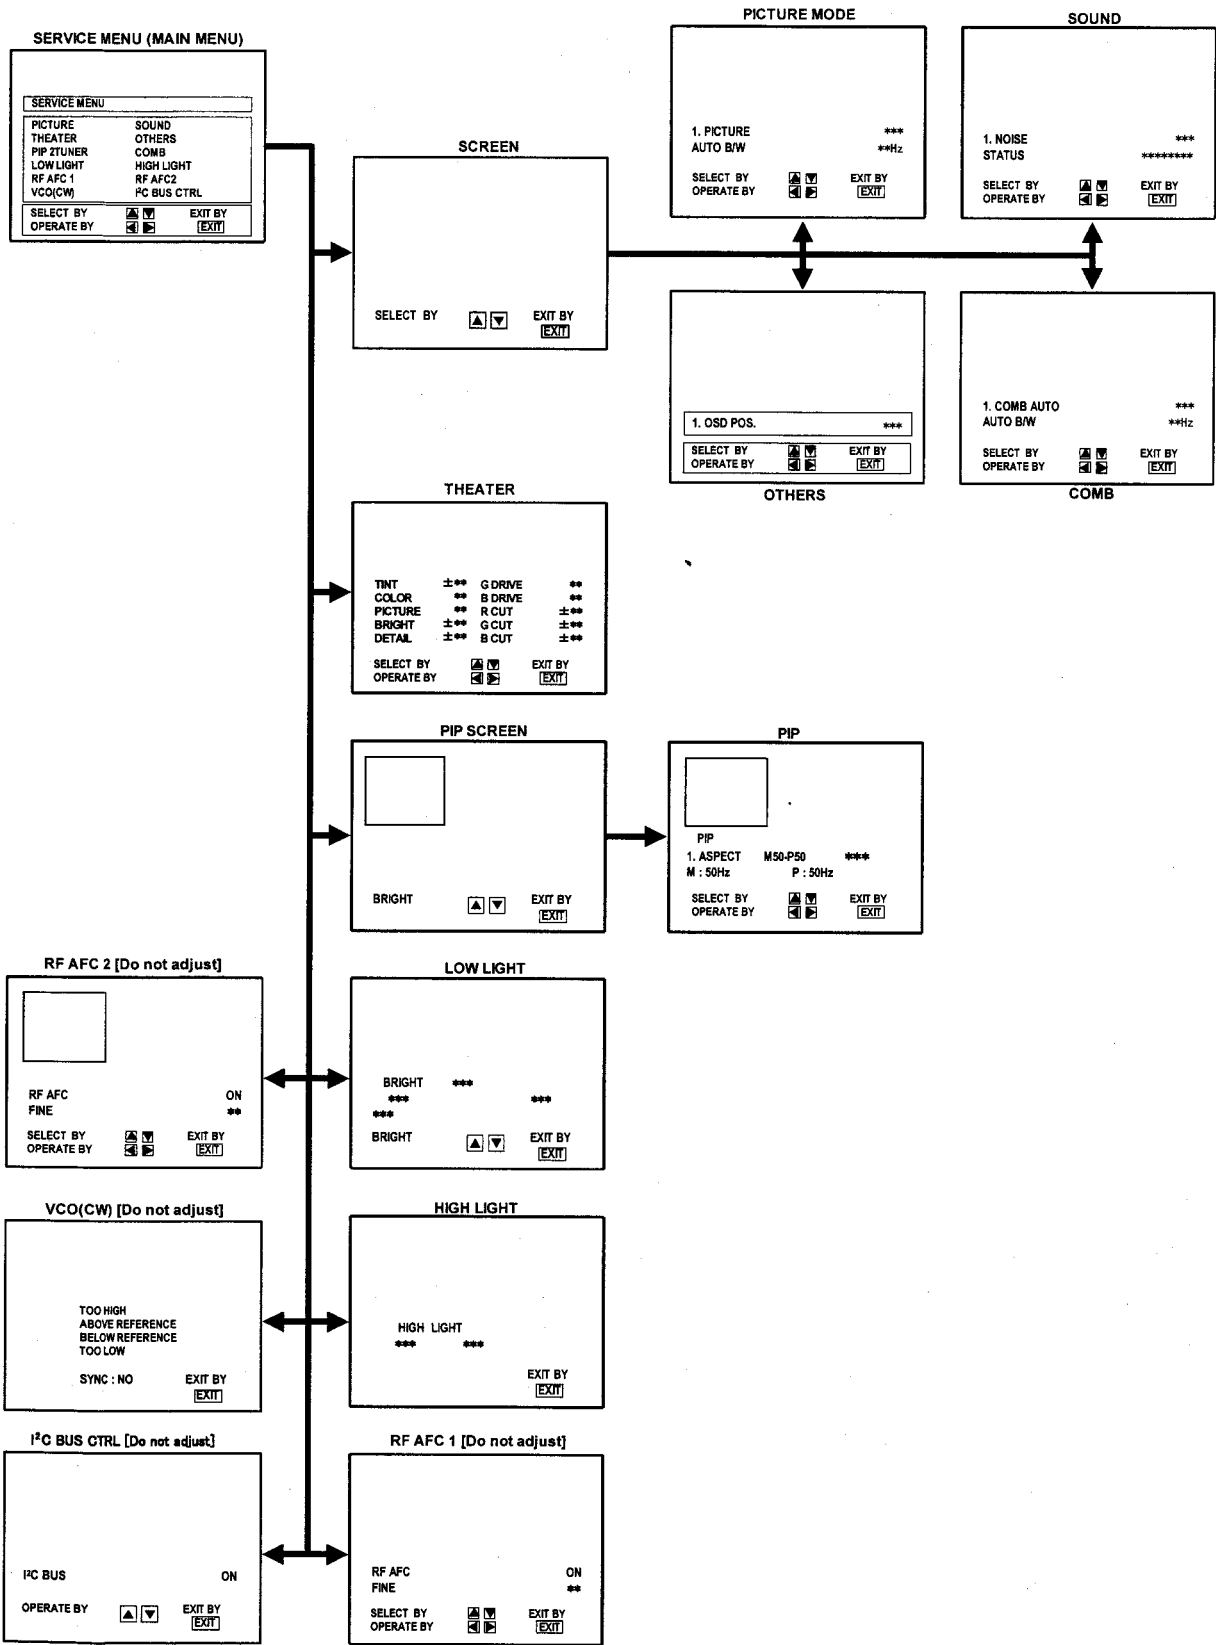 PICTURE MODE
SOUND
SERVICE MENU (MAIN MENU)
SERVICE MENU
PICTURE SOUND
THEATER OTHERS
PIP 2TUNER COMB
LOW LIGHT HIGH LIGHT
RF AFC 1 RF AFC2
VCO(CW) I²C BUS CTRL
SELECT BY ▲ ▼ EXIT BY
OPERATE BY ◀ ▶ EXIT
1. PICTURE ***
AUTO B/W **Hz
SELECT BY ▲ ▼ EXIT BY
OPERATE BY ◀ ▶ EXIT
1. NOISE ***
STATUS ********
SELECT BY ▲ ▼ EXIT BY
OPERATE BY ◀ ▶ EXIT
SCREEN
SELECT BY ▲ ▼ EXIT BY
EXIT
1. OSD POS. ***
SELECT BY ▲ ▼ EXIT BY
OPERATE BY ◀ ▶ EXIT
OTHERS
1. COMB AUTO ***
AUTO B/W **Hz
SELECT BY ▲ ▼ EXIT BY
OPERATE BY ◀ ▶ EXIT
COMB
THEATER
TINT ±** G DRIVE **
COLOR ** B DRIVE **
PICTURE ** R CUT ±**
BRIGHT ±** G CUT ±**
DETAIL ±** B CUT ±**
SELECT BY ▲ ▼ EXIT BY
OPERATE BY ◀ ▶ EXIT
PIP SCREEN
BRIGHT ▲ ▼ EXIT BY
EXIT
PIP
PIP
1. ASPECT M50-P50 ***
M : 50Hz P : 50Hz
SELECT BY ▲ ▼ EXIT BY
OPERATE BY ◀ ▶ EXIT
RF AFC 2 [Do not adjust]
RF AFC ON
FINE **
SELECT BY ▲ ▼ EXIT BY
OPERATE BY ◀ ▶ EXIT
LOW LIGHT
BRIGHT ***
*** ***
***
BRIGHT ▲ ▼ EXIT BY
EXIT
VCO(CW) [Do not adjust]
TOO HIGH
ABOVE REFERENCE
BELOW REFERENCE
TOO LOW
SYNC : NO EXIT BY
EXIT
HIGH LIGHT
HIGH LIGHT
*** ***
EXIT BY
EXIT
I²C BUS CTRL [Do not adjust]
I²C BUS ON
OPERATE BY ▲ ▼ EXIT BY
EXIT
RF AFC 1 [Do not adjust]
RF AFC ON
FINE **
SELECT BY ▲ ▼ EXIT BY
OPERATE BY ◀ ▶ EXIT